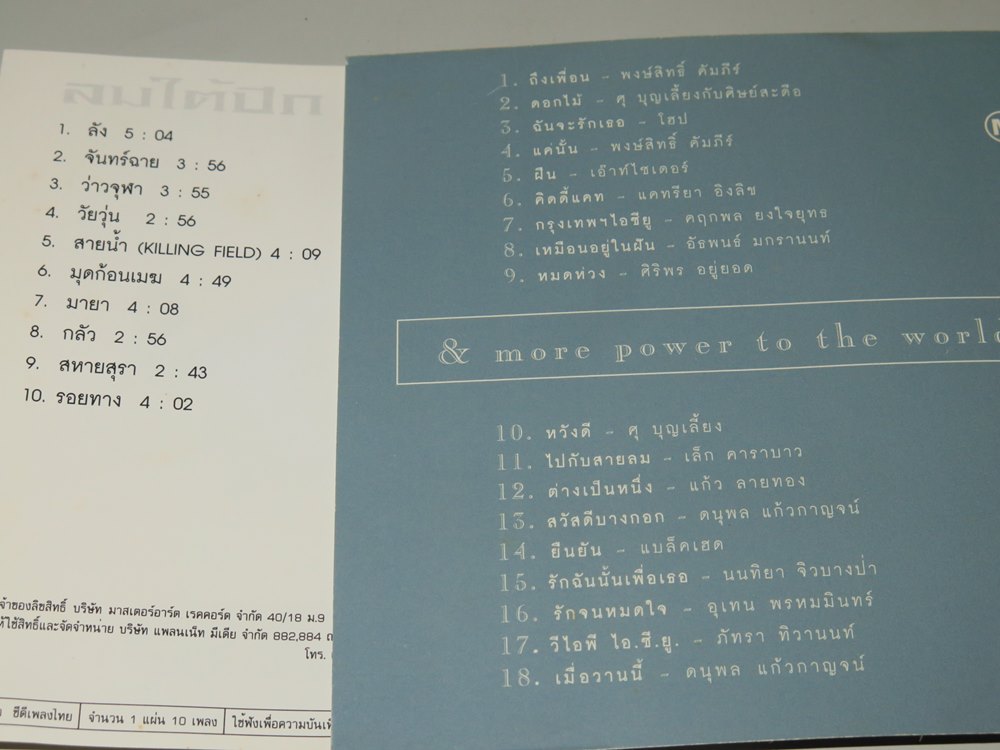 ลมใต้ปีก
1. ลัง 5 : 04
2. จันทร์ฉาย 3 : 56
3. ว่าวจุฬา 3 : 55
4. วัยวุ่น 2 : 56
5. สายน้ำ (KILLING FIELD) 4 : 09
6. มุดก้อนเมฆ 4 : 49
7. มายา 4 : 08
8. กลัว 2 : 56
9. สหายสุรา 2 : 43
10. รอยทาง 4 : 02
จ้าของลิขสิทธิ์ บริษัท มาสเตอร์อาร์ต เรคคอร์ด จำกัด 40/18 ม.9
ห้ใช้สิทธิ์และจัดจำหน่าย บริษัท แพลนเน็ท มีเดีย จำกัด 882,884 ถ
โทร.
ซีดีเพลงไทย จำนวน 1 แผ่น 10 เพลง ใช้ฟังเพื่อความบันเ
1. ถึงเพื่อน – พงษ์สิทธิ์ คัมภีร์
2. ดอกไม้ – ศุ บุญเลี้ยงกับศิษย์สะดือ
3. ฉันจะรักเธอ – โฮป
4. แค่นั้น – พงษ์สิทธิ์ คัมภีร์
5. ฝืน – เอ๊าท์ไซเดอร์
6. คิดดี้แคท – แคทรียา อิงลิช
7. กรุงเทพฯไอซียู – คฤกพล ยงใจยุทธ
8. เหมือนอยู่ในฝัน – อัธพนธ์ มกรานนท์
9. หมดห่วง – ศิริพร อยู่ยอด
& more power to the world
10. หวังดี – ศุ บุญเลี้ยง
11. ไปกับสายลม – เล็ก คาราบาว
12. ต่างเป็นหนึ่ง – แก้ว ลายทอง
13. สวัสดีบางกอก – ดนุพล แก้วกาญจน์
14. ยืนยัน – แบล็คเฮด
15. รักฉันนั้นเพื่อเธอ – นนทิยา จิวบางป่า
16. รักจนหมดใจ – อุเทน พรหมมินทร์
17. วีไอพี ไอ.ซี.ยู. – ภัทรา ทิวานนท์
18. เมื่อวานนี้ – ดนุพล แก้วกาญจน์